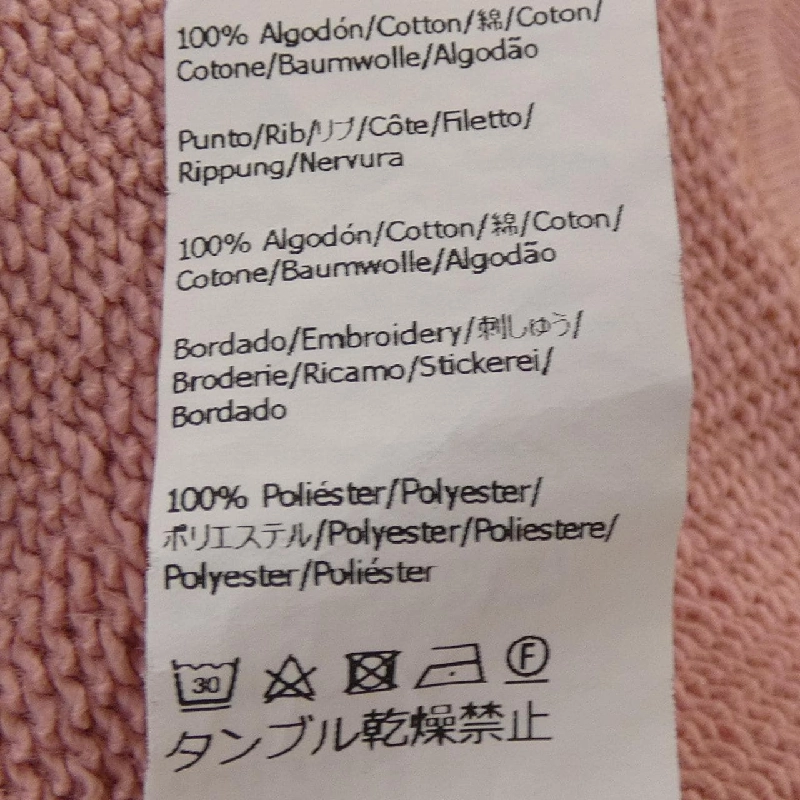 100% Algodón/Cotton/綿/Coton/
Cotone/Baumwolle/Algodão
Punto/Rib/リブ/Côte/Filetto/
Rippung/Nervura
100% Algodón/Cotton/綿/Coton/
Cotone/Baumwolle/Algodão
Bordado/Embroidery/刺しゅう/
Broderie/Ricamo/Stickerei/
Bordado
100% Poliéster/Polyester/
ポリエステル/Polyester/Poliestere/
Polyester/Poliéster
30 F
タンブル乾燥禁止